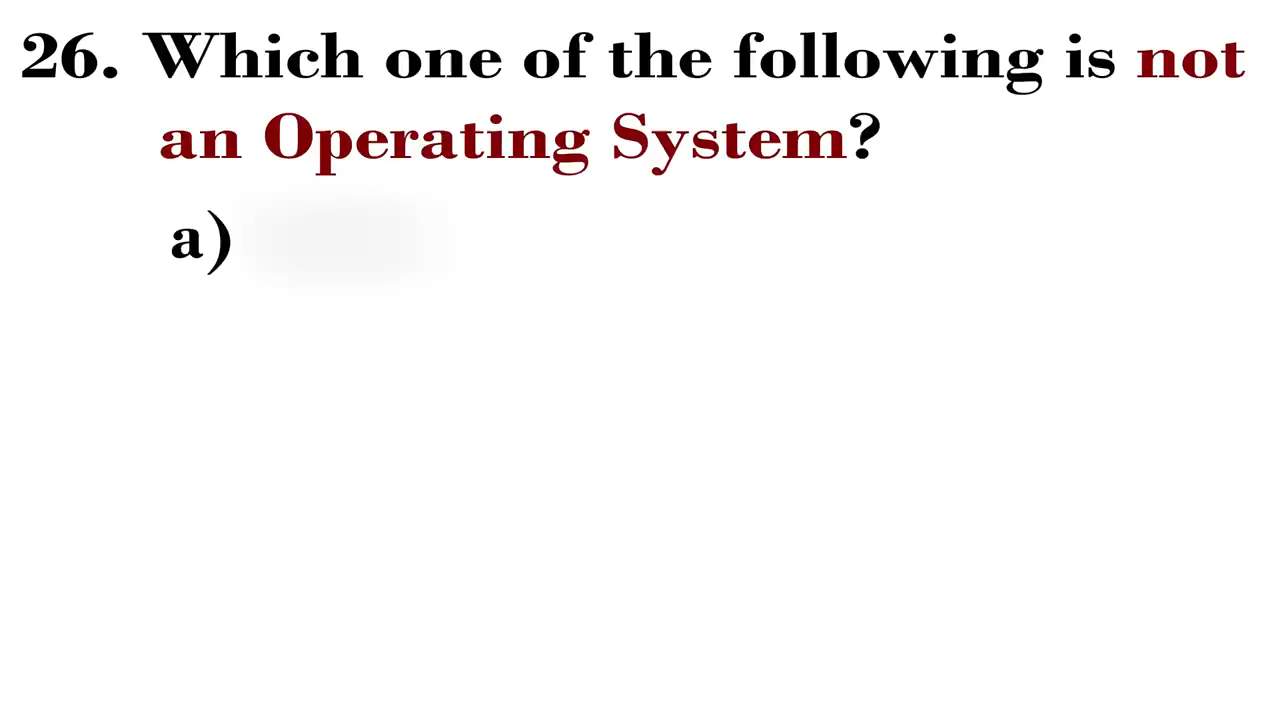 26. Which one of the following is not
an Operating System?
a)